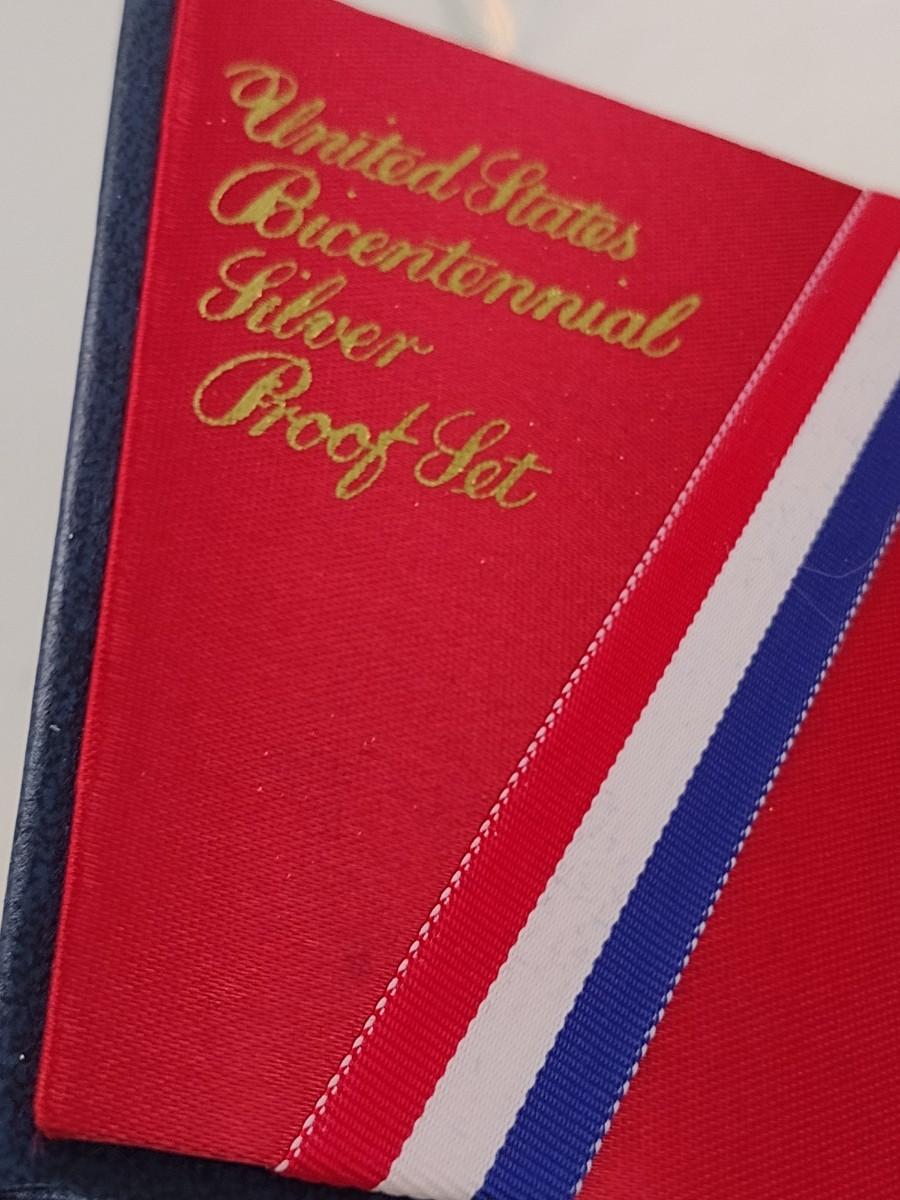 United States
Bicentennial
Silver
Proof Set